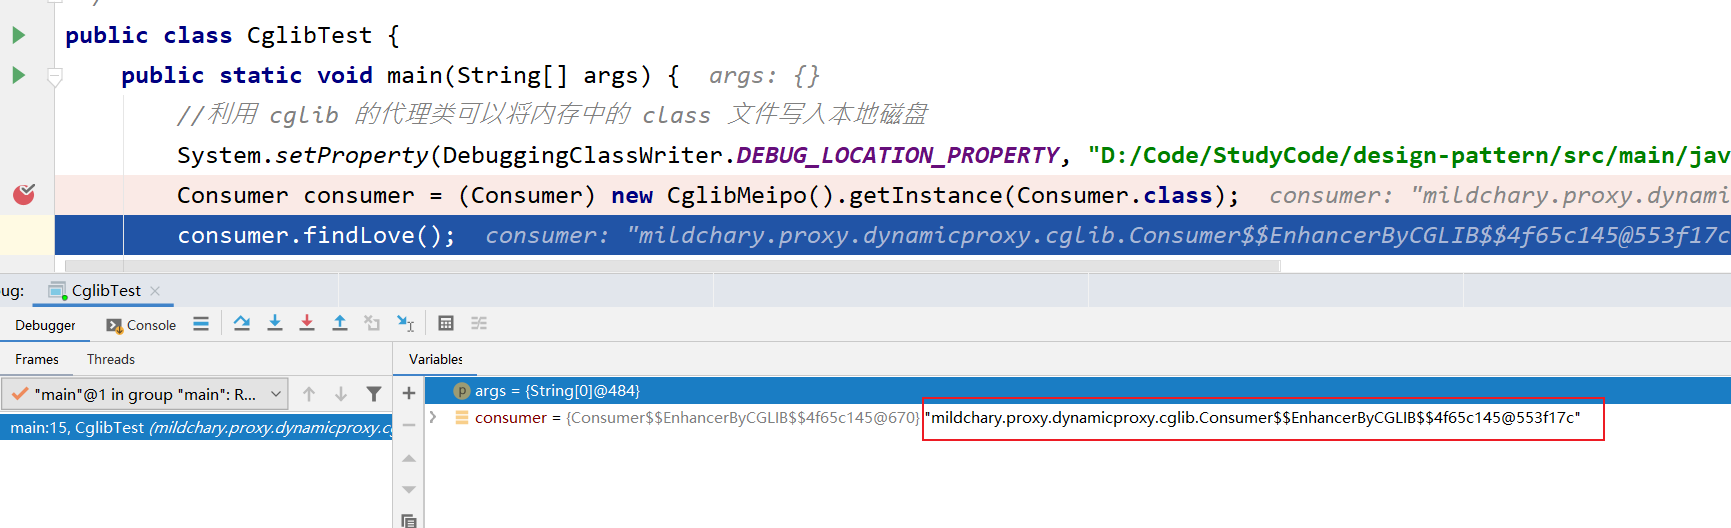 public class CglibTest {
public static void main(String[] args) { args: {}
//利用 cglib 的代理类可以将内存中的 class 文件写入本地磁盘
System.setProperty(DebuggingClassWriter.DEBUG_LOCATION_PROPERTY, "D:/Code/StudyCode/design-pattern/src/main/jav
Consumer consumer = (Consumer) new CglibMeipo().getInstance(Consumer.class); consumer: "mildchary.proxy.dynami
consumer.findLove(); consumer: "mildchary.proxy.dynamicproxy.cglib.Consumer$$EnhancerByCGLIB$$4f65c145@553f17c
ug: CglibTest
Debugger Console
Frames Threads Variables
"main"@1 in group "main": R... args = {String[0]@484}
consumer = {Consumer$$EnhancerByCGLIB$$4f65c145@670} "mildchary.proxy.dynamicproxy.cglib.Consumer$$EnhancerByCGLIB$$4f65c145@553f17c"
main:15, CglibTest (mildchary.proxy.dynamicproxy.cg